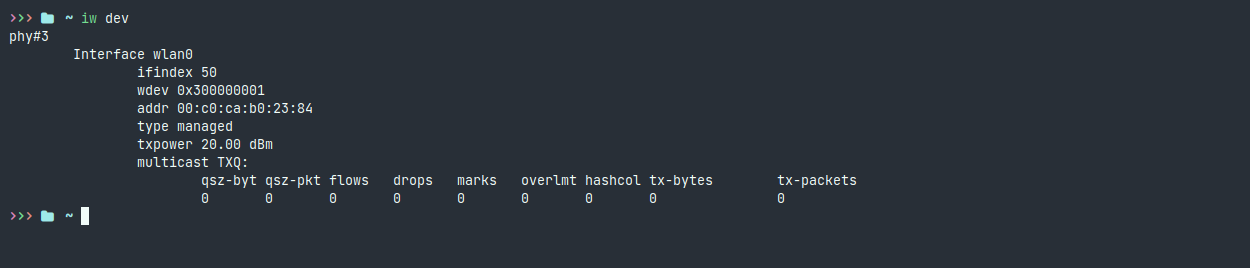 ❯❯❯ ~ iw dev
phy#3
Interface wlan0
ifindex 50
wdev 0x300000001
addr 00:c0:ca:b0:23:84
type managed
txpower 20.00 dBm
multicast TXQ:
qsz-byt qsz-pkt flows drops marks overlmt hashcol tx-bytes tx-packets
0 0 0 0 0 0 0 0 0
❯❯❯ ~